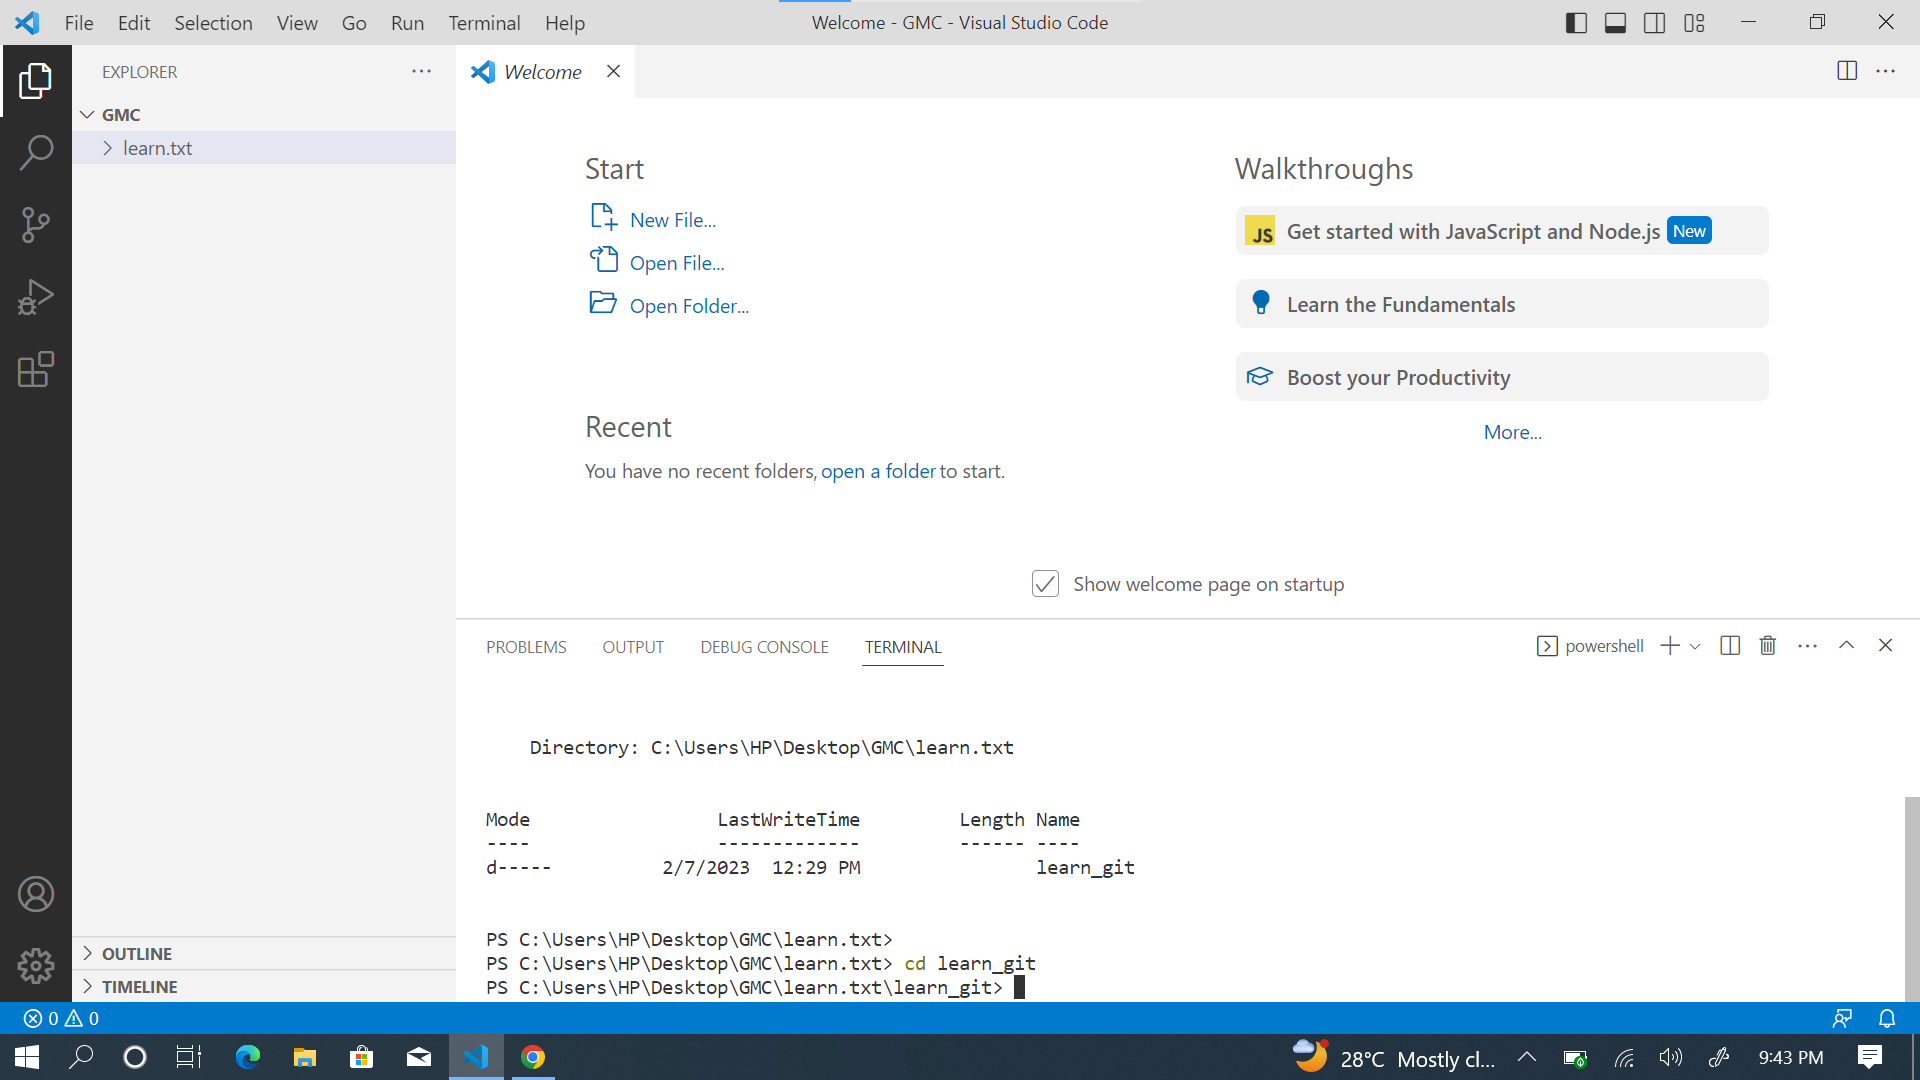 File Edit Selection View Go Run Terminal Help
Welcome - GMC - Visual Studio Code
EXPLORER
GMC
learn.txt
OUTLINE
TIMELINE
Welcome
Start
New File...
Open File...
Open Folder...
Recent
You have no recent folders, open a folder to start.
Walkthroughs
JS Get started with JavaScript and Node.js New
Learn the Fundamentals
Boost your Productivity
More...
Show welcome page on startup
PROBLEMS OUTPUT DEBUG CONSOLE TERMINAL
powershell
Directory: C:\Users\HP\Desktop\GMC\learn.txt
Mode LastWriteTime Length Name
---- ------------- ------ ----
d----- 2/7/2023 12:29 PM learn_git
PS C:\Users\HP\Desktop\GMC\learn.txt>
PS C:\Users\HP\Desktop\GMC\learn.txt> cd learn_git
PS C:\Users\HP\Desktop\GMC\learn.txt\learn_git>
0 0
28°C Mostly cl...
9:43 PM